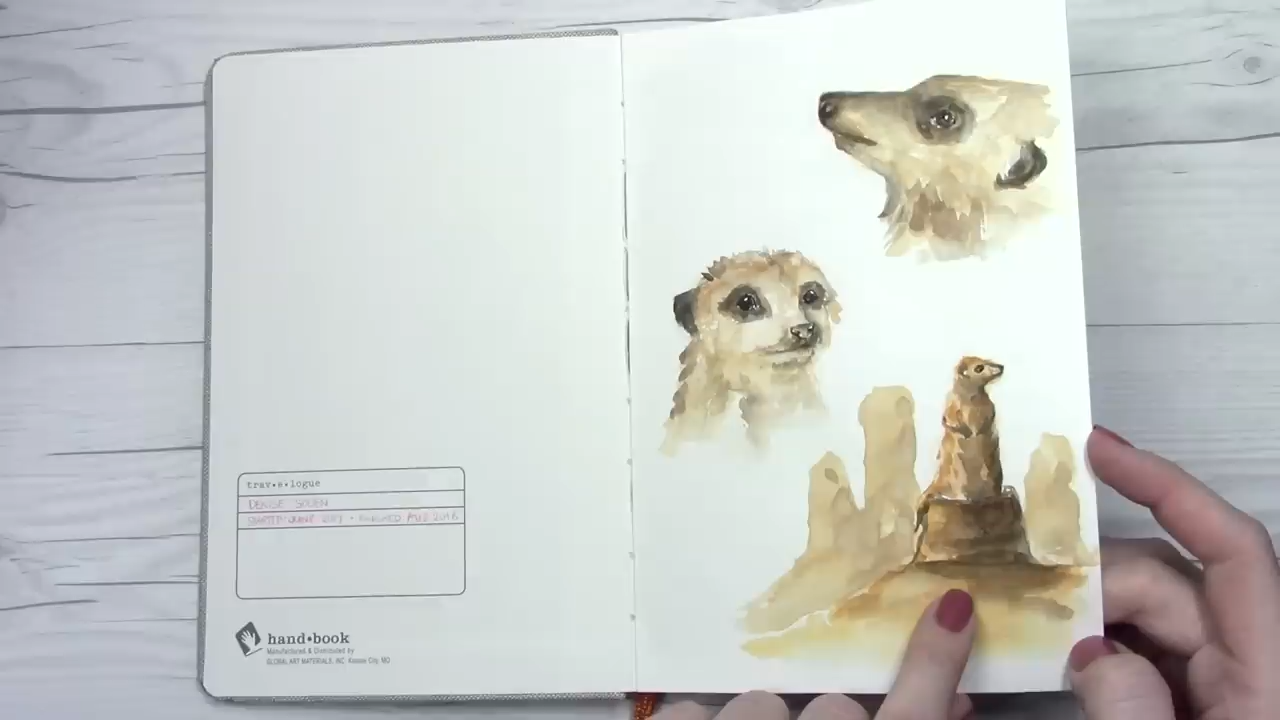 trav•e•logue
DENISE SODEN
STARTED JUNE 2017 • FINISHED AUG 2018
hand•book
Manufactured & Distributed by
GLOBAL ART MATERIALS, INC. Kansas City, MO